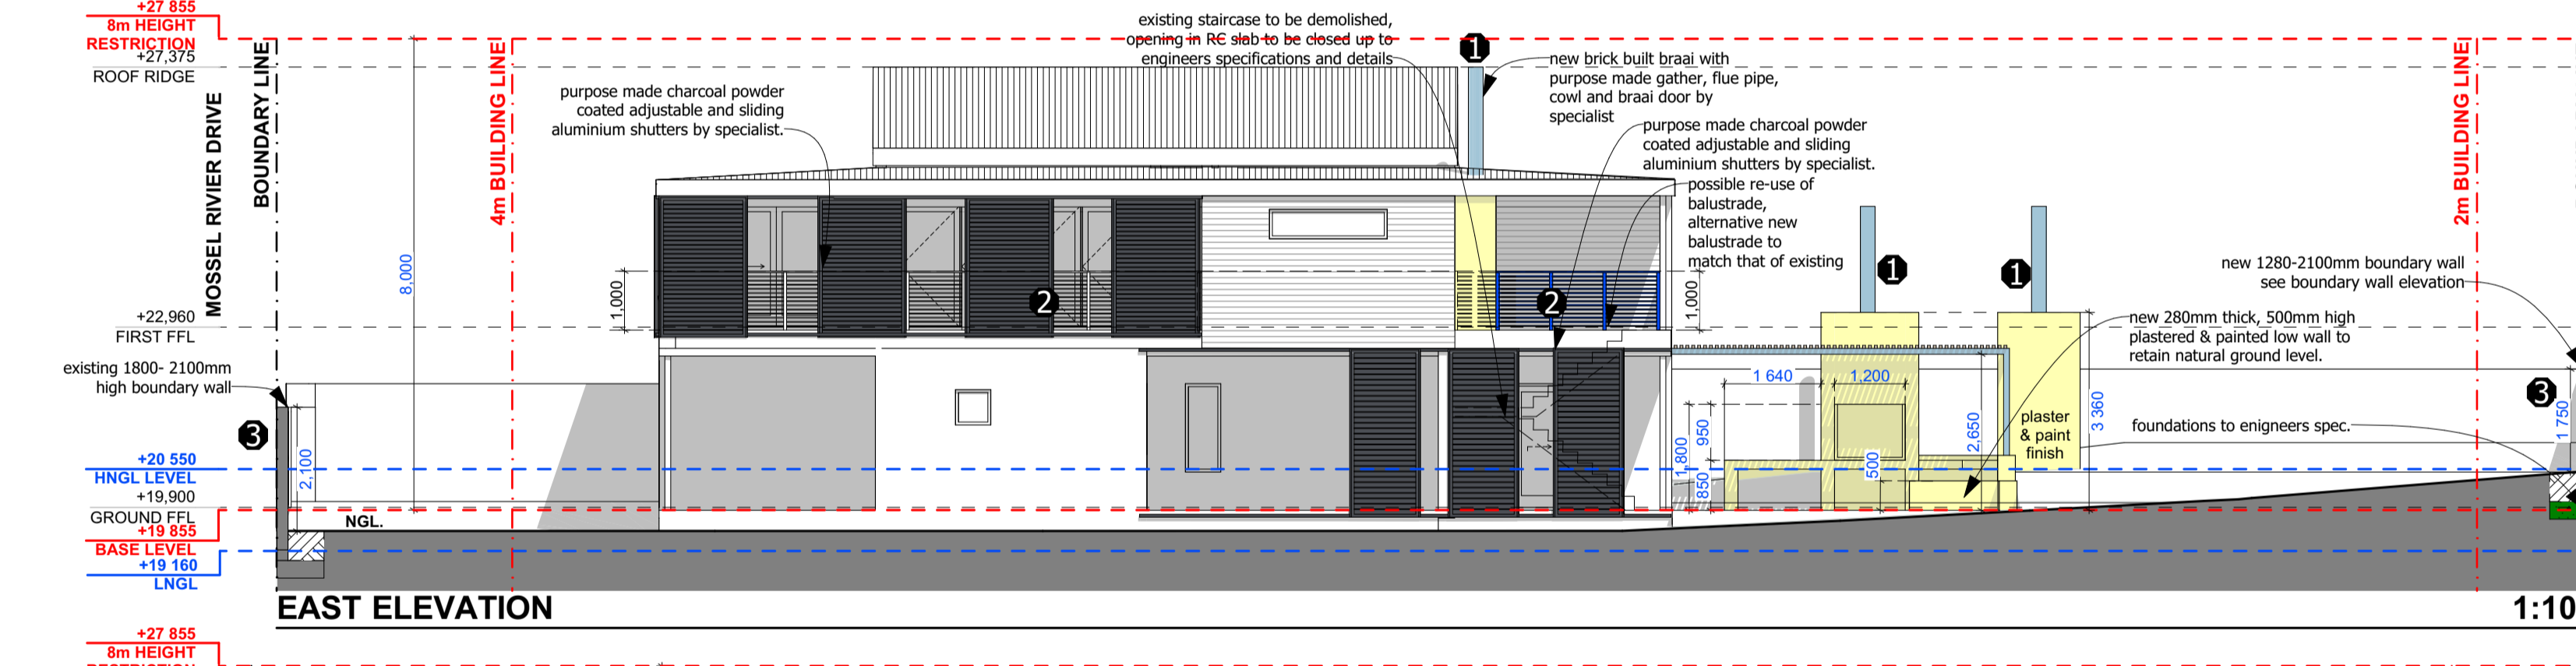 +27 855
8m HEIGHT
RESTRICTION
+27,375
ROOF RIDGE
MOSSEL RIVIER DRIVE
BOUNDARY LINE
8,000
4m BUILDING LINE
purpose made charcoal powder
coated adjustable and sliding
aluminium shutters by specialist.
existing staircase to be demolished,
opening in RC slab to be closed up to
engineers specifications and details
1
new brick built braai with
purpose made gather, flue pipe,
cowl and braai door by
specialist
purpose made charcoal powder
coated adjustable and sliding
aluminium shutters by specialist.
possible re-use of
balustrade,
alternative new
balustrade to
match that of existing
1,000
2
2
1,000
1
1
2m BUILDING LINE
new 1280-2100mm boundary wall
see boundary wall elevation
new 280mm thick, 500mm high
plastered & painted low wall to
retain natural ground level.
foundations to enigneers spec.
+22,960
FIRST FFL
existing 1800- 2100mm
high boundary wall
3
2,100
+20 550
HNGL LEVEL
+19,900
GROUND FFL
NGL.
+19 855
BASE LEVEL
+19 160
LNGL
1 640
1,200
1,800
950
850
500
2,650
plaster
& paint
finish
3 360
3
1 750
EAST ELEVATION
1:10
+27 855
8m HEIGHT